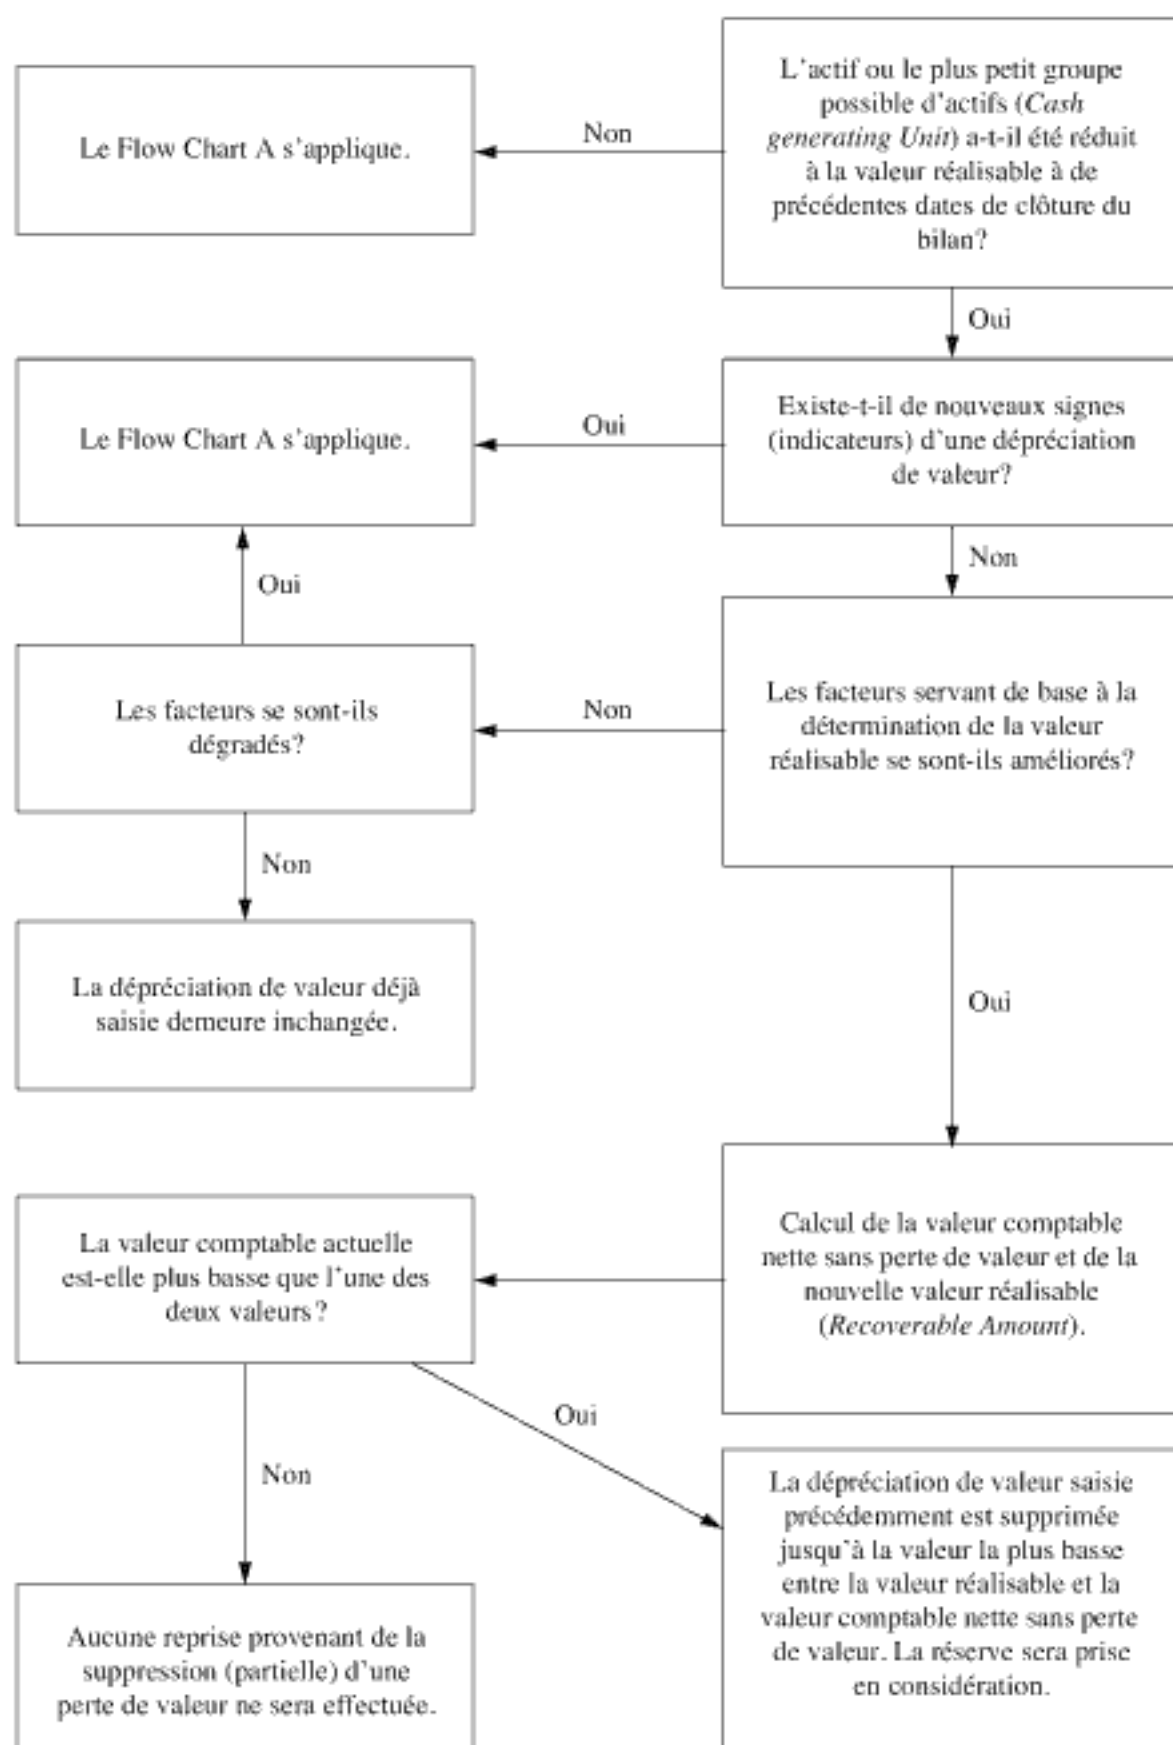 L'actif ou le plus petit groupe
possible d'actifs (Cash
generating Unit) a-t-il été réduit
à la valeur réalisable à de
précédentes dates de clôture du
bilan?
Non
Le Flow Chart A s'applique.
Oui
Existe-t-il de nouveaux signes
(indicateurs) d'une dépréciation
de valeur?
Oui
Le Flow Chart A s'applique.
Non
Les facteurs servant de base à la
détermination de la valeur
réalisable se sont-ils améliorés?
Non
Les facteurs se sont-ils
dégradés?
Oui
Non
La dépréciation de valeur déjà
saisie demeure inchangée.
Oui
Calcul de la valeur comptable
nette sans perte de valeur et de la
nouvelle valeur réalisable
(Recoverable Amount).
La valeur comptable actuelle
est-elle plus basse que l'une des
deux valeurs?
Oui
La dépréciation de valeur saisie
précédemment est supprimée
jusqu'à la valeur la plus basse
entre la valeur réalisable et la
valeur comptable nette sans perte
de valeur. La réserve sera prise
en considération.
Non
Aucune reprise provenant de la
suppression (partielle) d'une
perte de valeur ne sera effectuée.